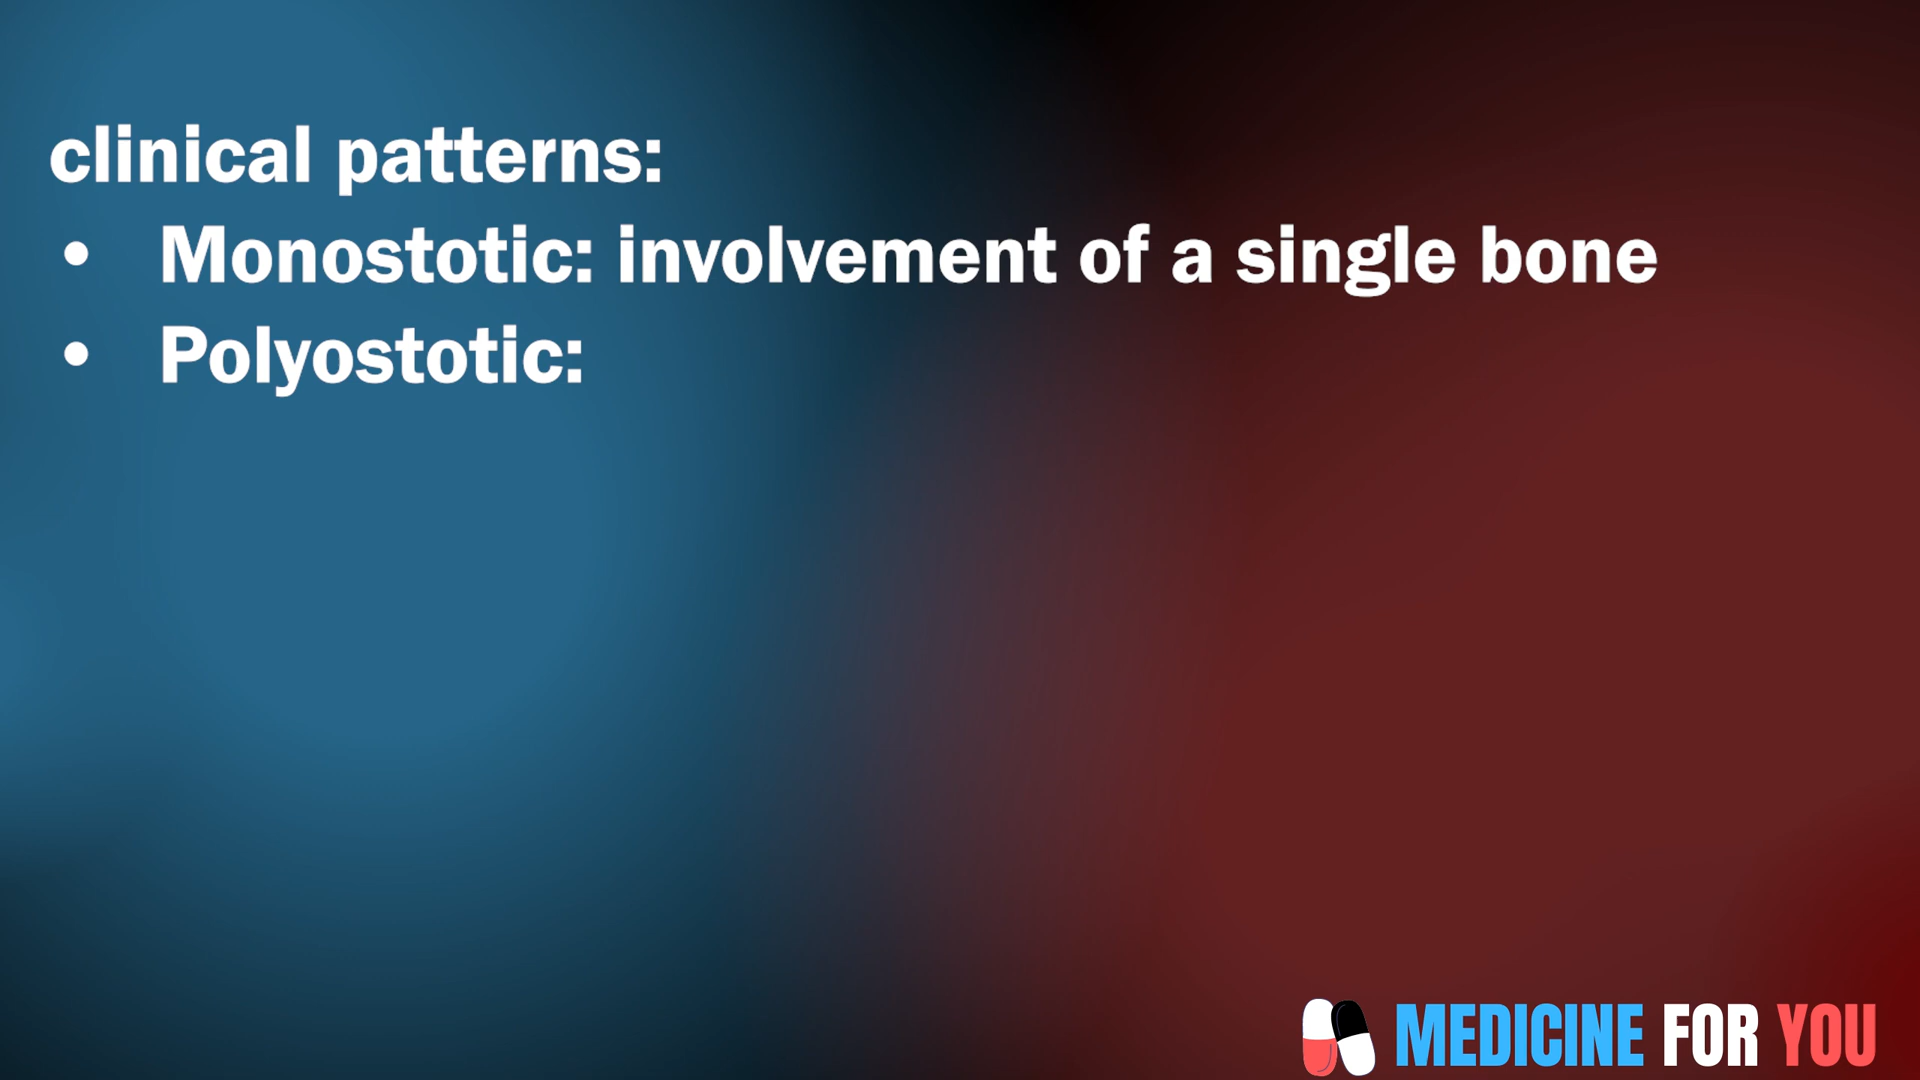 clinical patterns:
• Monostotic: involvement of a single bone
• Polyostotic:
MEDICINE FOR YOU